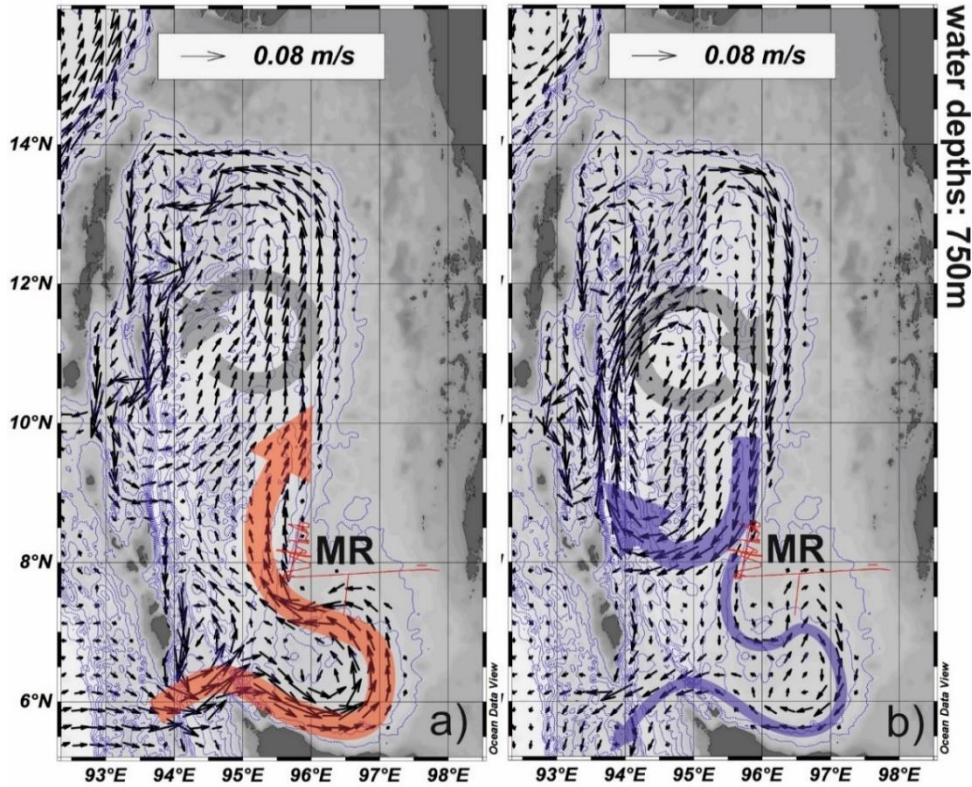 0.08 m/s
0.08 m/s
water depths: 750m
14°N
12°N
10°N
8°N
6°N
MR
MR
a)
b)
Ocean Data View
Ocean Data View
93°E 94°E 95°E 96°E 97°E 98°E
93°E 94°E 95°E 96°E 97°E 98°E